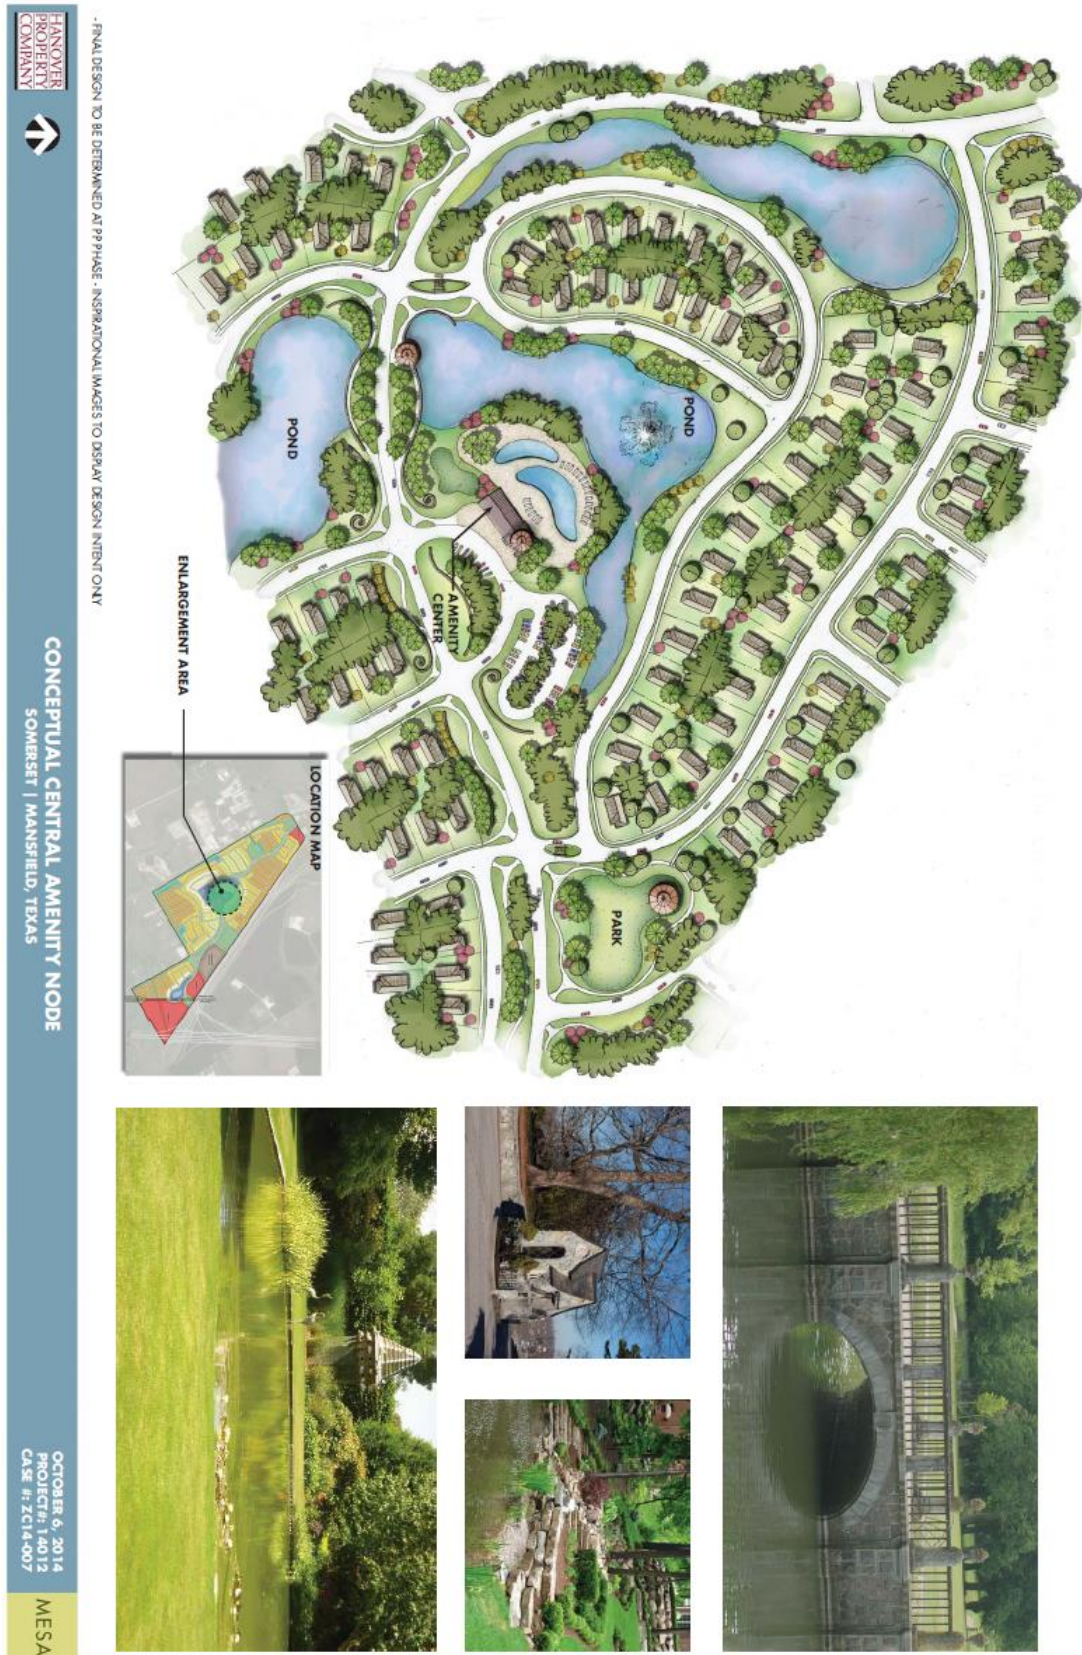 POND
POND
AMENITY
CENTER
PARK
LOCATION MAP
ENLARGEMENT AREA
- FINAL DESIGN TO BE DETERMINED AT PP PHASE - INSPIRATIONAL IMAGES TO DISPLAY DESIGN INTENT ONLY
HANOVER
PROPERTY
COMPANY
CONCEPTUAL CENTRAL AMENITY NODE
SOMERSET | MANSFIELD, TEXAS
OCTOBER 6, 2014
PROJECT#: 14012
CASE #: ZC14-007
MESA